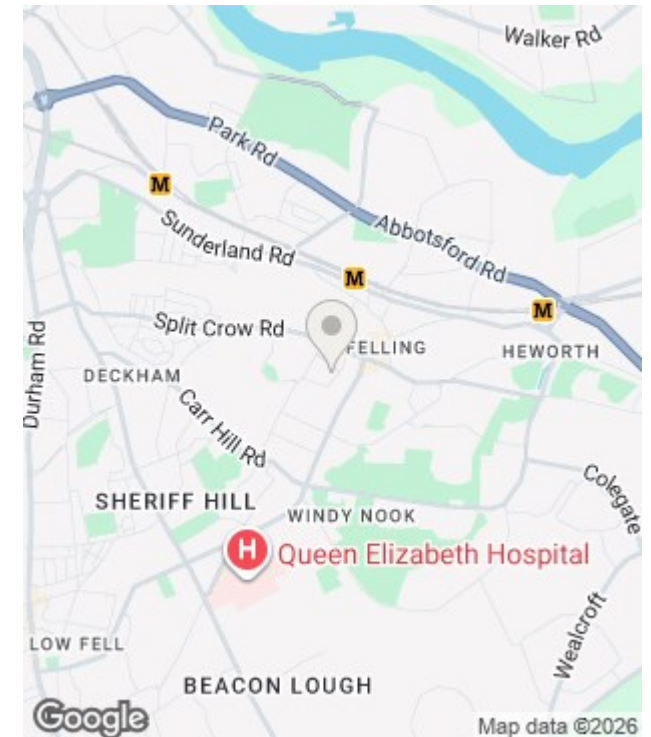 Walker Rd
Park Rd
M
Sunderland Rd
Abbotsford Rd
M
M
Split Crow Rd
FELLING
HEWORTH
Durham Rd
DECKHAM
Carr Hill Rd
Colegate
SHERIFF HILL
WINDY NOOK
H
Queen Elizabeth Hospital
Wealcroft
LOW FELL
BEACON LOUGH
Google
Map data ©2026